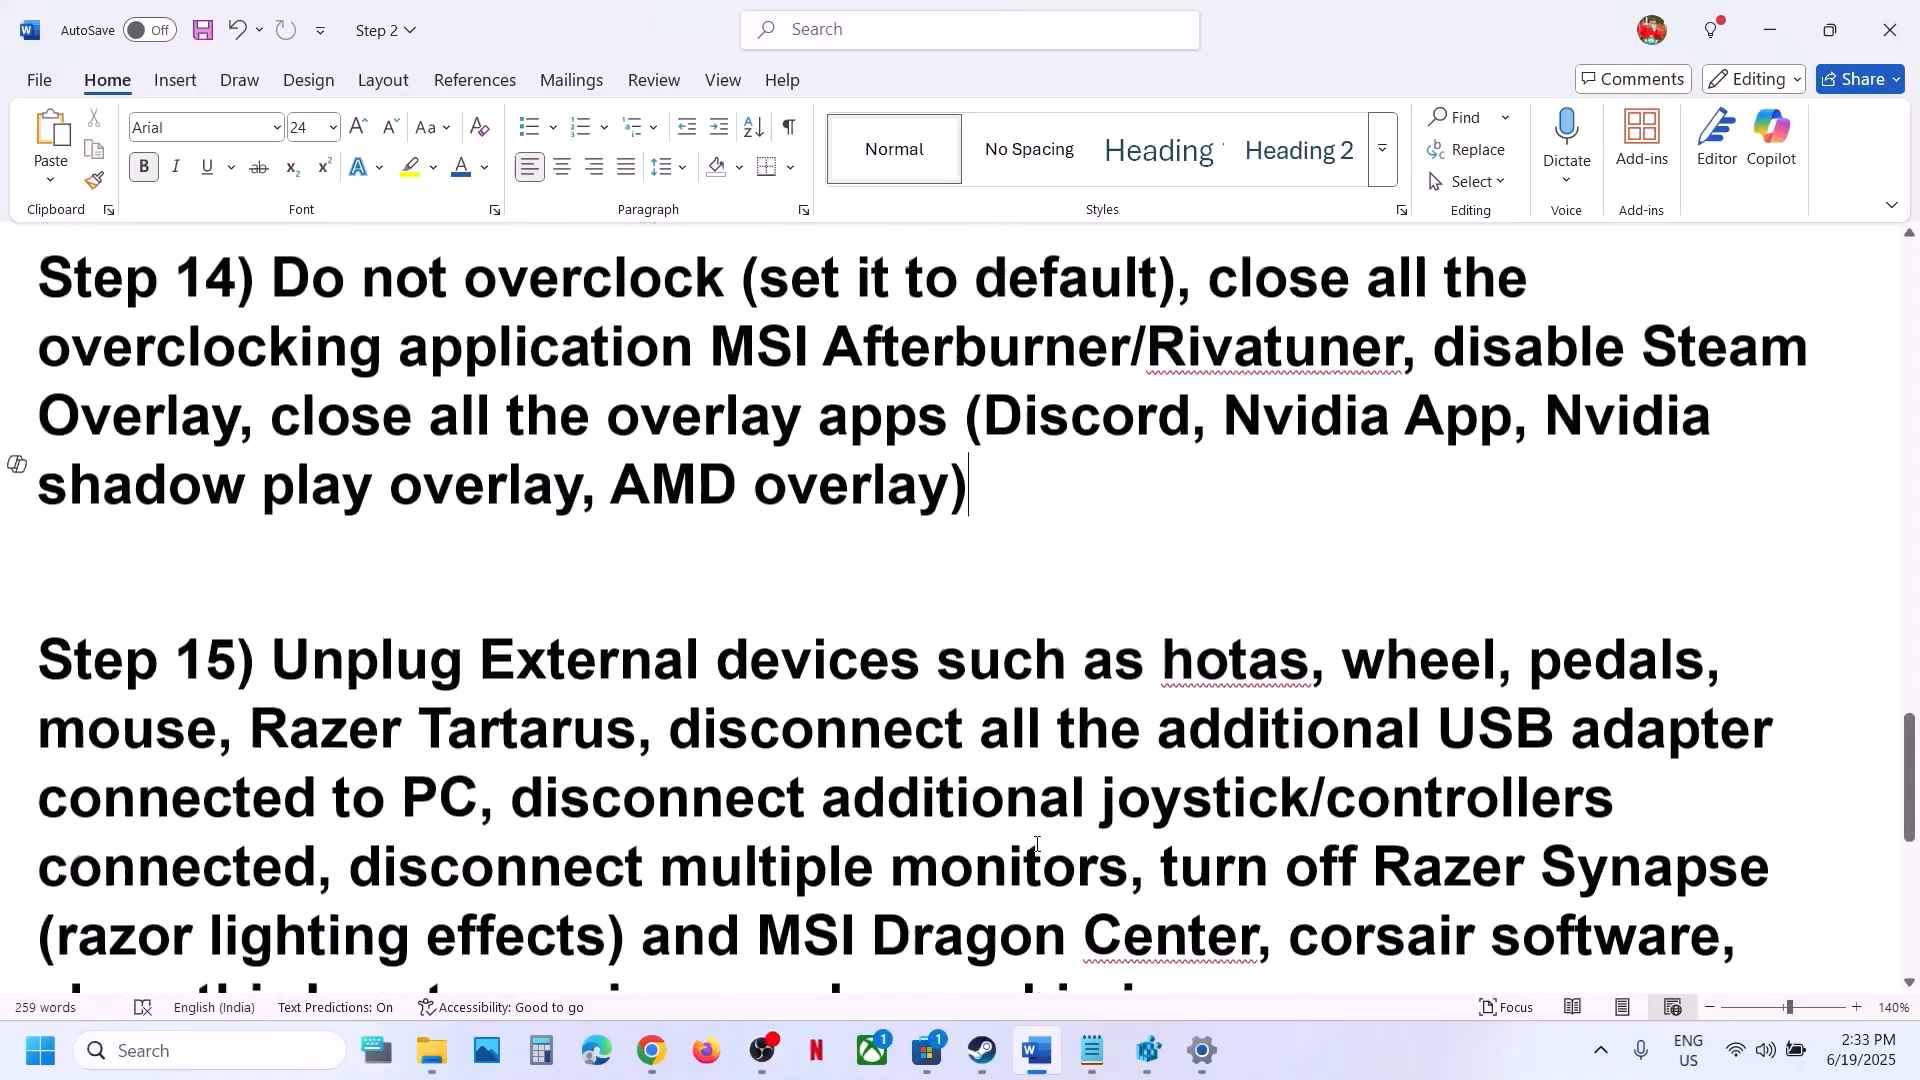 AutoSave Off Step 2 Search
File Home Insert Draw Design Layout References Mailings Review View Help Comments Editing Share
Paste Arial 24 Aa Normal No Spacing Heading Heading 2 Find Replace Select Dictate Add-ins Editor Copilot
Clipboard Font Paragraph Styles Editing Voice Add-ins
Step 14) Do not overclock (set it to default), close all the
overclocking application MSI Afterburner/Rivatuner, disable Steam
Overlay, close all the overlay apps (Discord, Nvidia App, Nvidia
shadow play overlay, AMD overlay)
Step 15) Unplug External devices such as hotas, wheel, pedals,
mouse, Razer Tartarus, disconnect all the additional USB adapter
connected to PC, disconnect additional joystick/controllers
connected, disconnect multiple monitors, turn off Razer Synapse
(razor lighting effects) and MSI Dragon Center, corsair software,
259 words English (India) Text Predictions: On Accessibility: Good to go Focus 140%
Search ENG US 2:33 PM 6/19/2025